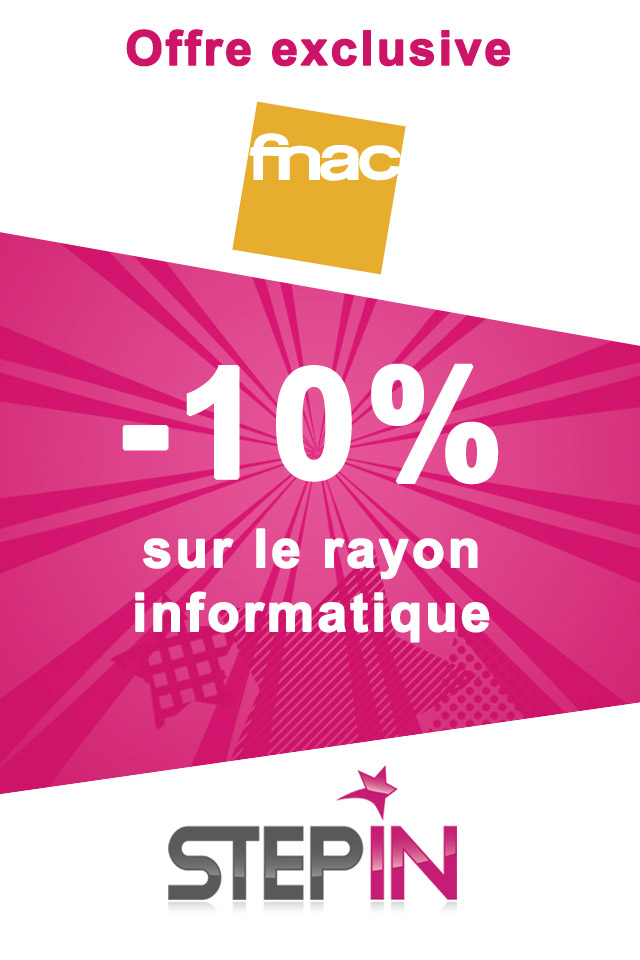 Offre exclusive
fnac
-10%
sur le rayon
informatique
STEPIN